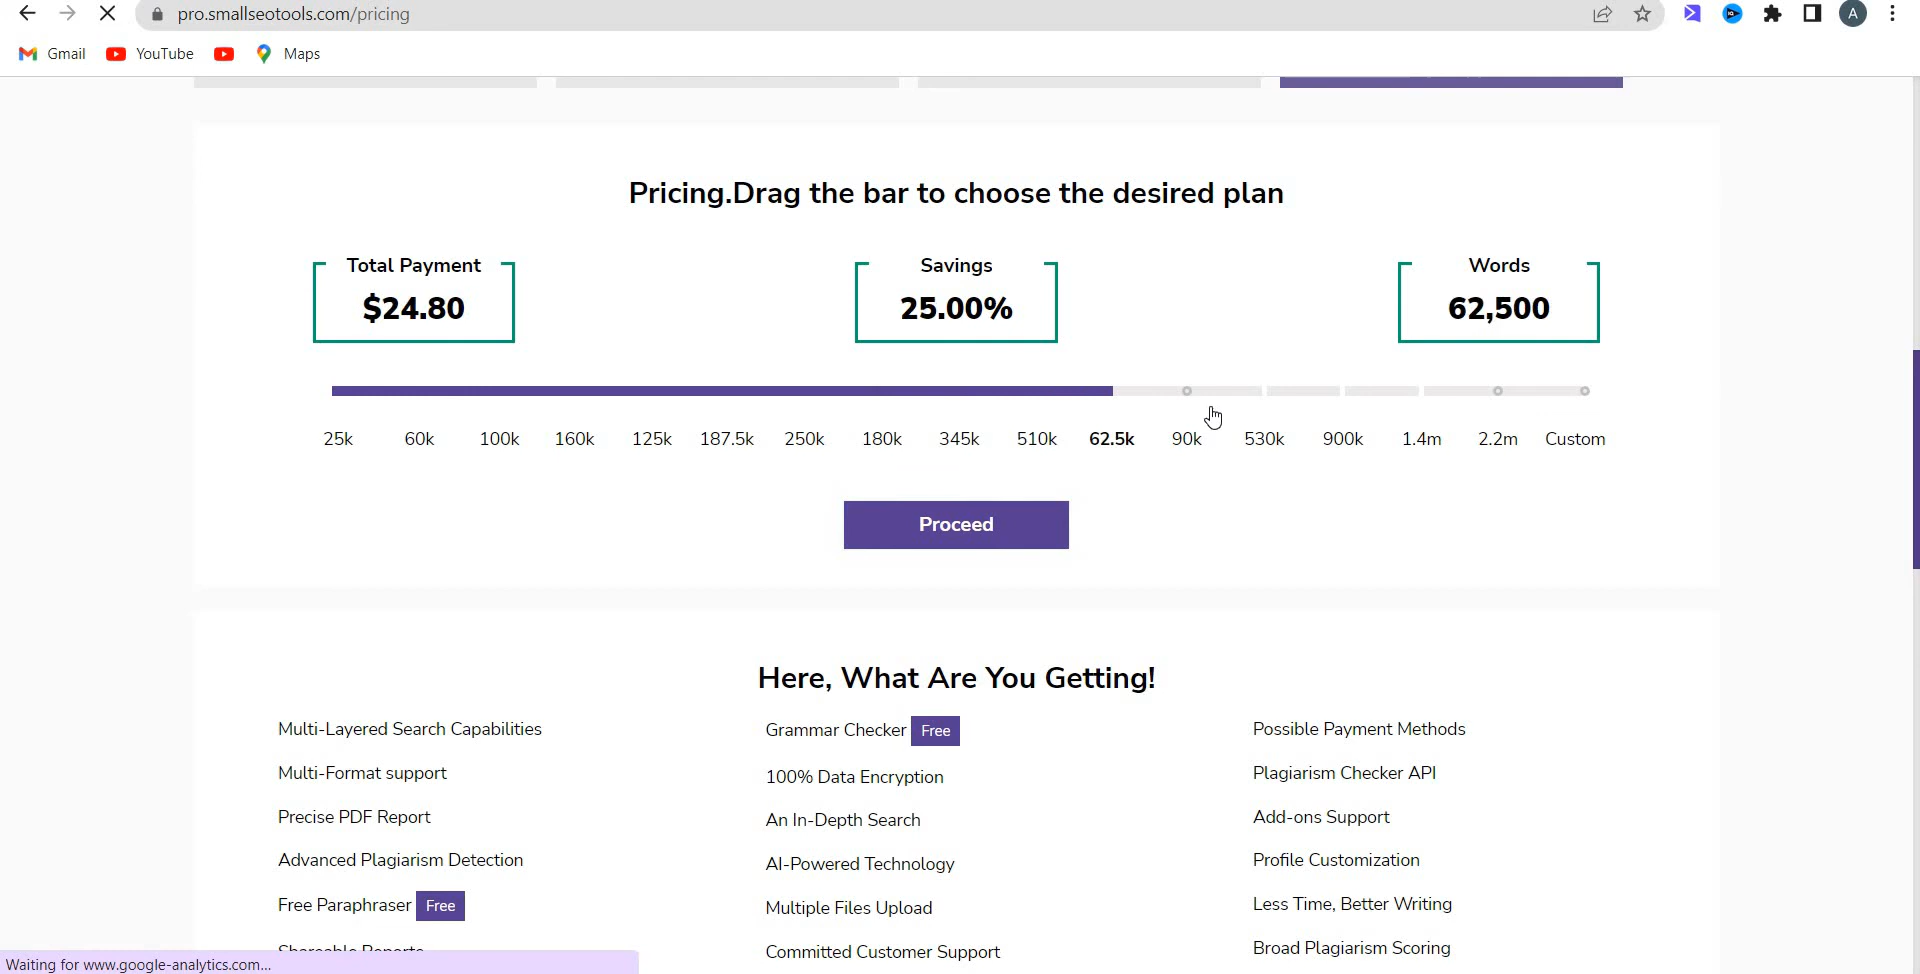 pro.smallseotools.com/pricing
A
Gmail YouTube Maps
Pricing.Drag the bar to choose the desired plan
Total Payment Savings Words
$24.80 25.00% 62,500
25k 60k 100k 160k 125k 187.5k 250k 180k 345k 510k 62.5k 90k 530k 900k 1.4m 2.2m Custom
Proceed
Here, What Are You Getting!
Multi-Layered Search Capabilities
Multi-Format support
Precise PDF Report
Advanced Plagiarism Detection
Free Paraphraser Free
Shareable Reports
Grammar Checker Free
100% Data Encryption
An In-Depth Search
AI-Powered Technology
Multiple Files Upload
Committed Customer Support
Possible Payment Methods
Plagiarism Checker API
Add-ons Support
Profile Customization
Less Time, Better Writing
Broad Plagiarism Scoring
Waiting for www.google-analytics.com...